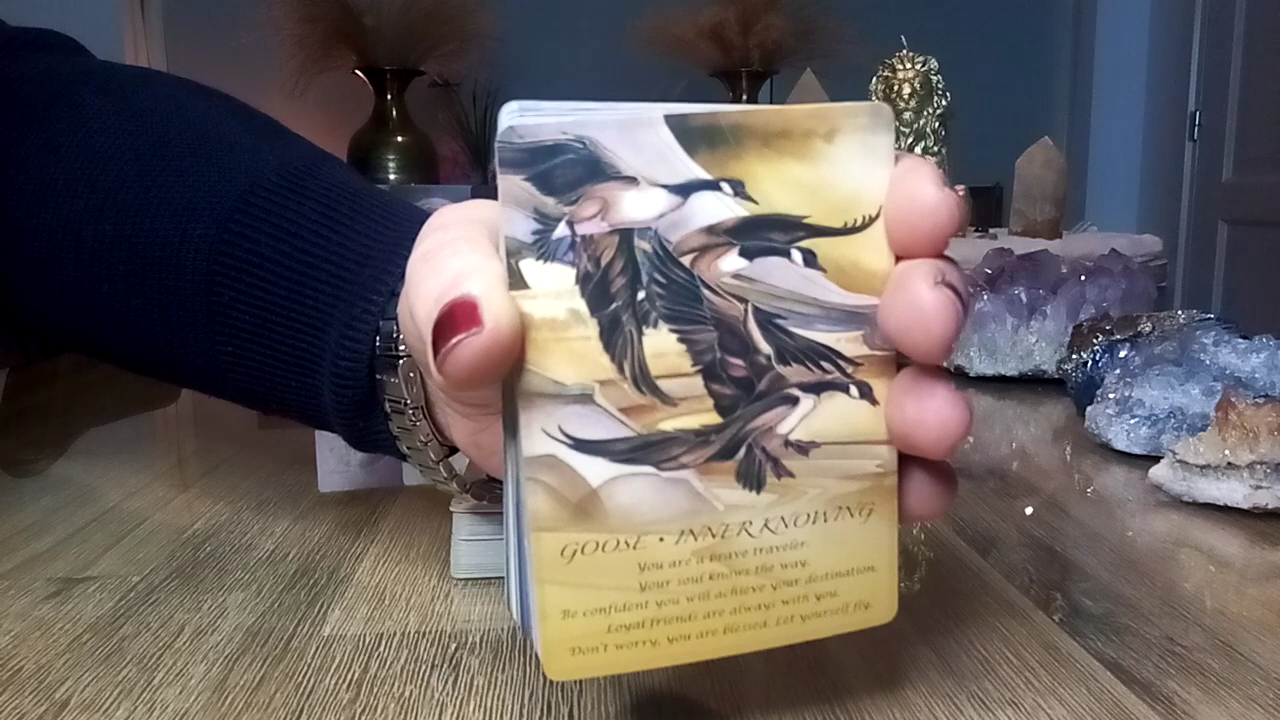 GOOSE • INNER KNOWING
You are a brave traveler.
Your soul knows the way.
Be confident you will achieve your destination.
Loyal friends are always with you.
Don't worry, you are blessed. Let yourself fly.